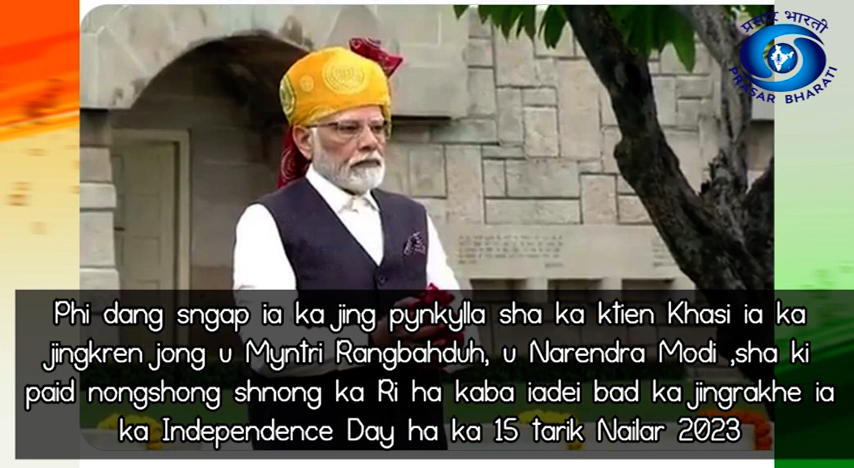 प्रसार भारती
PRASAR BHARATI
Phi dang sngap ia ka jing pynkylla sha ka ktien Khasi ia ka
jingkren jong u Myntri Rangbahduh, u Narendra Modi ,sha ki
paid nongshong shnong ka Ri ha kaba iadei bad ka jingrakhe ia
ka Independence Day ha ka 15 tarik Nailar 2023